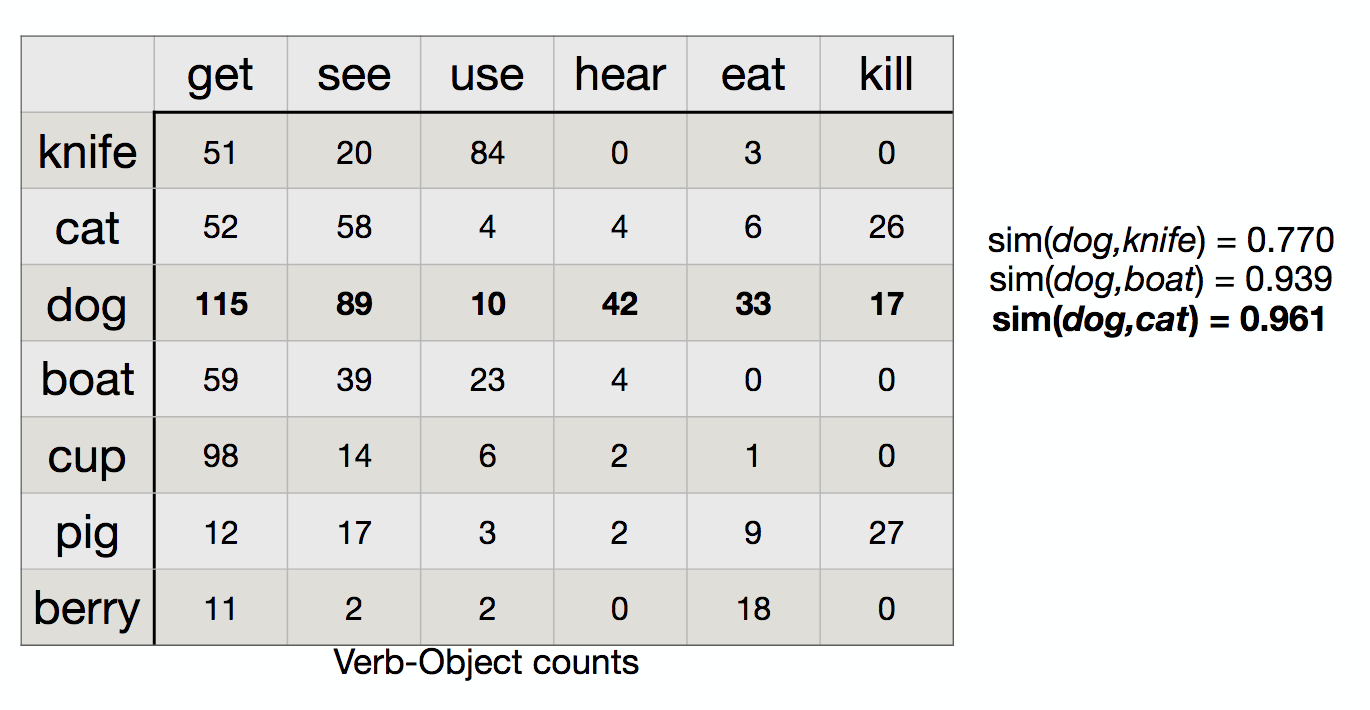 get see use hear eat kill
knife 51 20 84 0 3 0
cat 52 58 4 4 6 26
dog 115 89 10 42 33 17
boat 59 39 23 4 0 0
cup 98 14 6 2 1 0
pig 12 17 3 2 9 27
berry 11 2 2 0 18 0
Verb-Object counts
sim(dog,knife) = 0.770
sim(dog,boat) = 0.939
sim(dog,cat) = 0.961